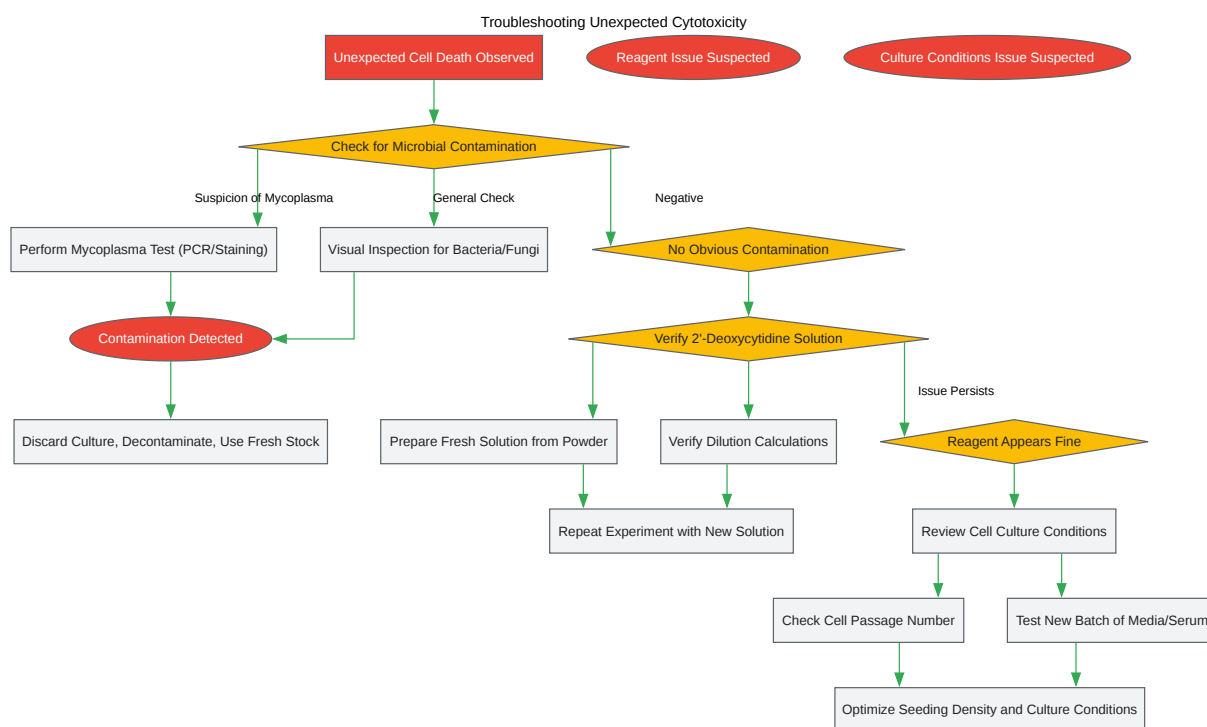 Troubleshooting Unexpected Cytotoxicity
Unexpected Cell Death Observed
Reagent Issue Suspected
Culture Conditions Issue Suspected
Check for Microbial Contamination
Suspicion of Mycoplasma
General Check
Negative
Perform Mycoplasma Test (PCR/Staining)
Visual Inspection for Bacteria/Fungi
No Obvious Contamination
Contamination Detected
Verify 2'-Deoxycytidine Solution
Issue Persists
Discard Culture, Decontaminate, Use Fresh Stock
Prepare Fresh Solution from Powder
Verify Dilution Calculations
Reagent Appears Fine
Repeat Experiment with New Solution
Review Cell Culture Conditions
Check Cell Passage Number
Test New Batch of Media/Serum
Optimize Seeding Density and Culture Conditions